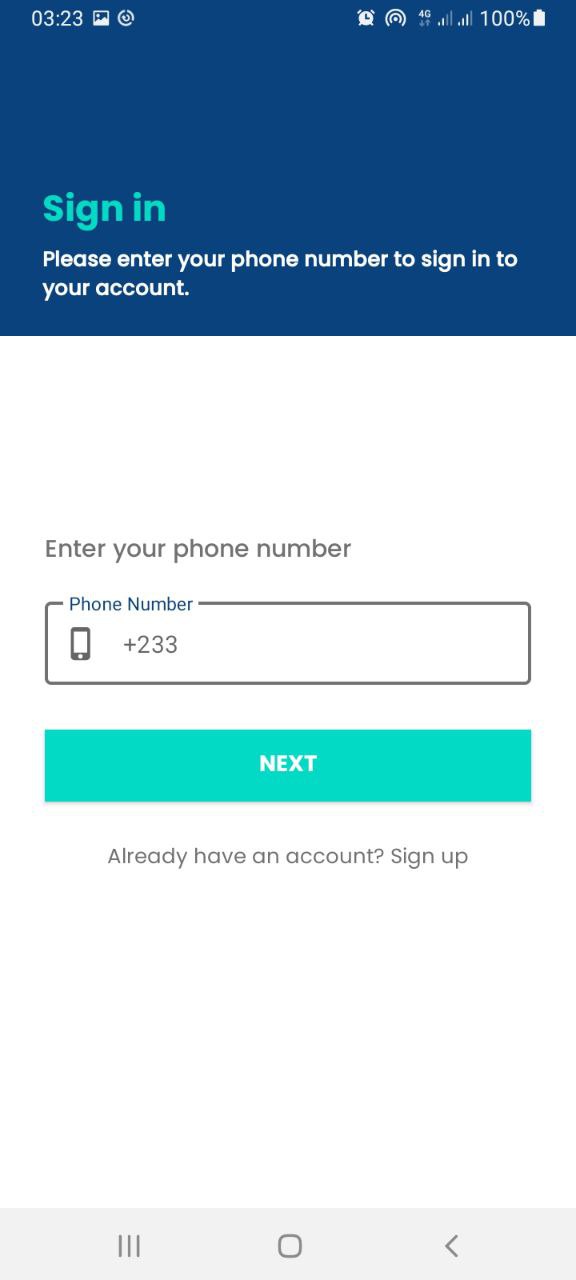 03:23
4G
100%
Sign in
Please enter your phone number to sign in to
your account.
Enter your phone number
Phone Number
+233
NEXT
Already have an account? Sign up